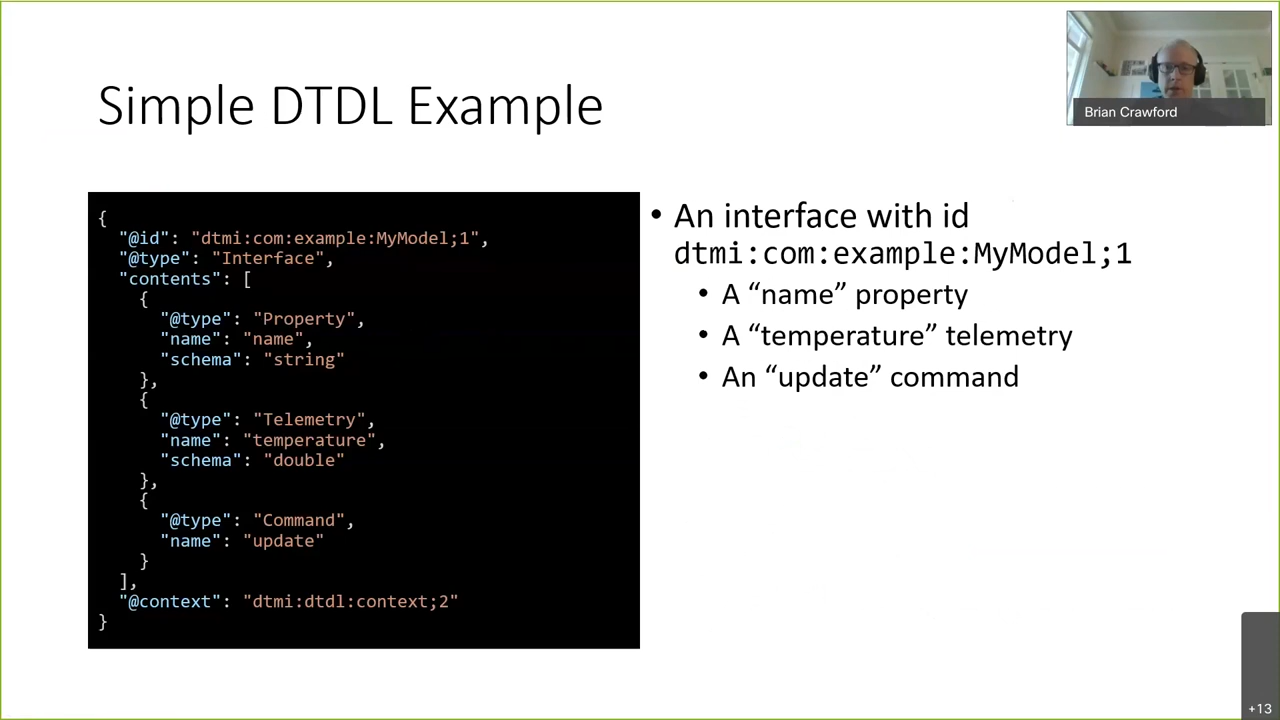 Simple DTDL Example
Brian Crawford
{
"@id": "dtmi:com:example:MyModel;1",
"@type": "Interface",
"contents": [
{
"@type": "Property",
"name": "name",
"schema": "string"
},
{
"@type": "Telemetry",
"name": "temperature",
"schema": "double"
},
{
"@type": "Command",
"name": "update"
}
],
"@context": "dtmi:dtdl:context;2"
}
• An interface with id
dtmi:com:example:MyModel;1
• A “name” property
• A “temperature” telemetry
• An “update” command
+13